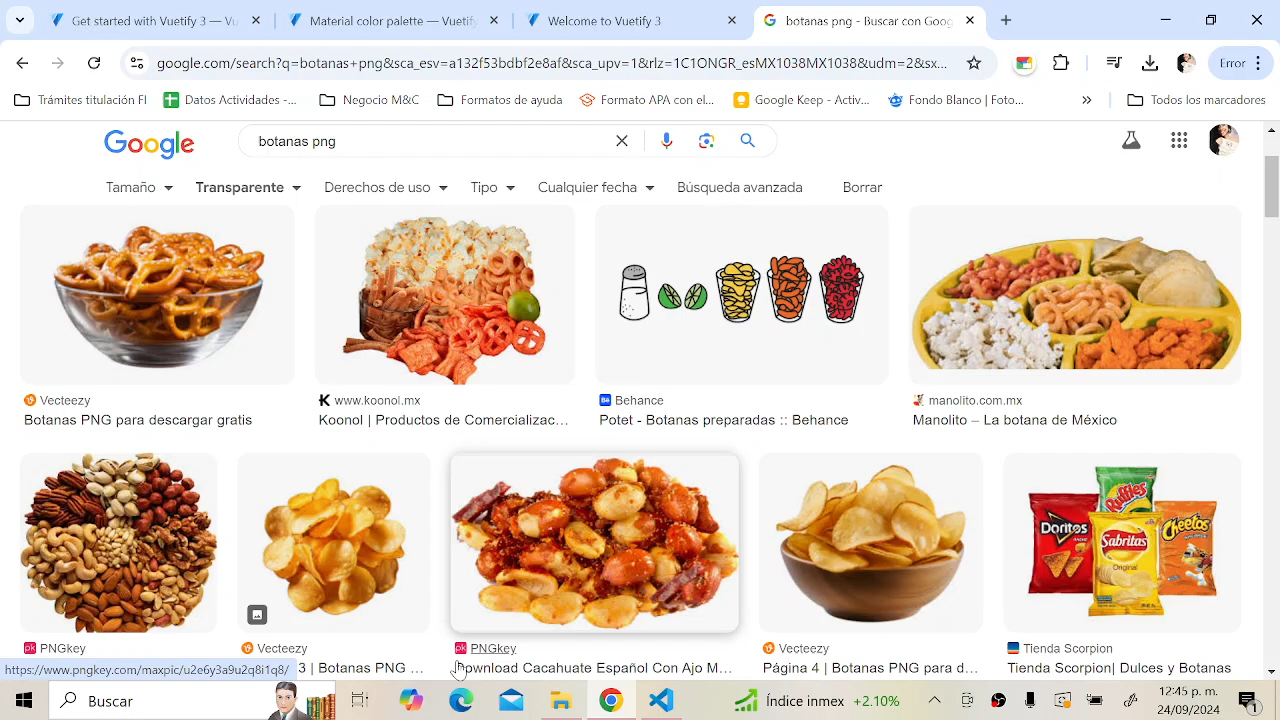 Get started with Vuetify 3 — Vu
Material color palette — Vuetify
Welcome to Vuetify 3
botanas png - Buscar con Goog
google.com/search?q=botanas+png&sca_esv=a132f53bdbf2e8af&sca_upv=1&rlz=1C1ONGR_esMX1038MX1038&udm=2&sx...
Error
Trámites titulación FI
Datos Actividades -...
Negocio M&C
Formatos de ayuda
Formato APA con el...
Google Keep - Activ...
Fondo Blanco | Foto...
Todos los marcadores
Google
botanas png
Tamaño
Transparente
Derechos de uso
Tipo
Cualquier fecha
Búsqueda avanzada
Borrar
Vecteezy
Botanas PNG para descargar gratis
www.koonol.mx
Koonol | Productos de Comercializac...
Behance
Potet - Botanas preparadas :: Behance
manolito.com.mx
Manolito – La botana de México
Doritos
Ruffles
Sabritas
Original
Cheetos
PNGkey
Vecteezy
3 | Botanas PNG ...
PNGkey
Download Cacahuate Español Con Ajo M...
Vecteezy
Página 4 | Botanas PNG para d...
Tienda Scorpion
Tienda Scorpion| Dulces y Botanas
https://www.pngkey.com/maxpic/u2e6y3a9u2q8i1q8/
Buscar
Índice inmex +2.10%
12:45 p. m.
24/09/2024
1